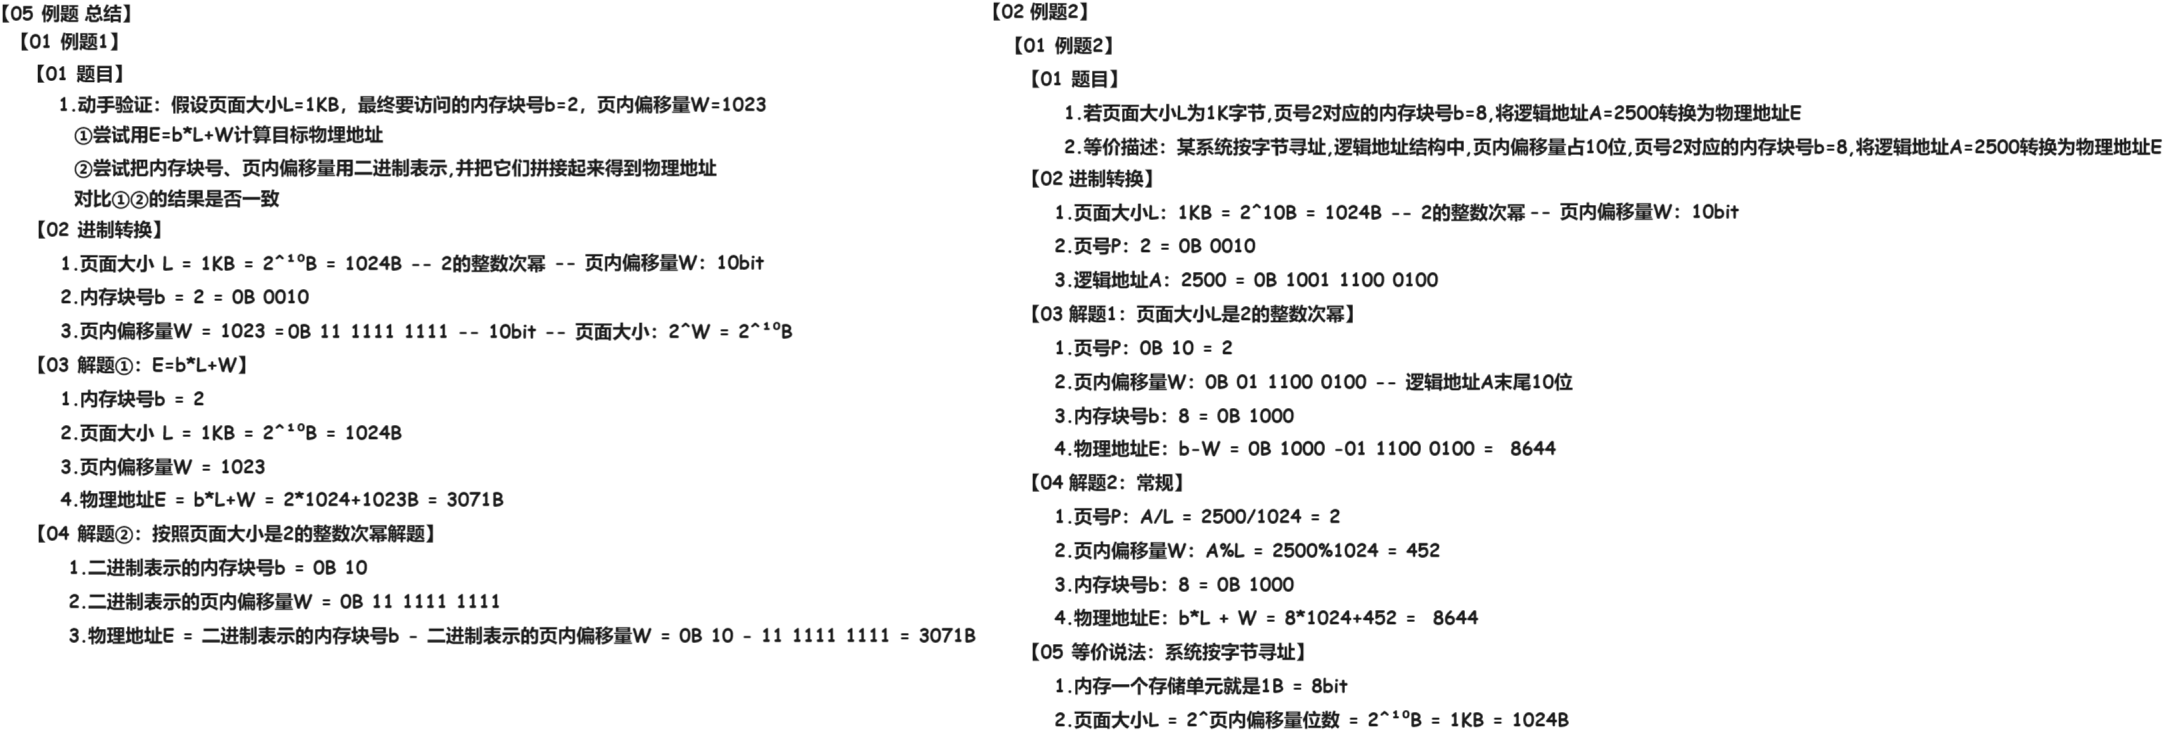 【05 例题 总结】
【01 例题1】
【01 题目】
1.动手验证：假设页面大小L=1KB，最终要访问的内存块号b=2，页内偏移量W=1023
①尝试用E=b*L+W计算目标物理地址
②尝试把内存块号、页内偏移量用二进制表示,并把它们拼接起来得到物理地址
对比①②的结果是否一致
【02 进制转换】
1.页面大小 L = 1KB = 2^¹⁰B = 1024B -- 2的整数次幂 -- 页内偏移量W：10bit
2.内存块号b = 2 = 0B 0010
3.页内偏移量W = 1023 =0B 11 1111 1111 -- 10bit -- 页面大小：2^W = 2^¹⁰B
【03 解题①：E=b*L+W】
1.内存块号b = 2
2.页面大小 L = 1KB = 2^¹⁰B = 1024B
3.页内偏移量W = 1023
4.物理地址E = b*L+W = 2*1024+1023B = 3071B
【04 解题②：按照页面大小是2的整数次幂解题】
1.二进制表示的内存块号b = 0B 10
2.二进制表示的页内偏移量W = 0B 11 1111 1111
3.物理地址E = 二进制表示的内存块号b - 二进制表示的页内偏移量W = 0B 10 - 11 1111 1111 = 3071B
【02 例题2】
【01 例题2】
【01 题目】
1.若页面大小L为1K字节,页号2对应的内存块号b=8,将逻辑地址A=2500转换为物理地址E
2.等价描述：某系统按字节寻址,逻辑地址结构中,页内偏移量占10位,页号2对应的内存块号b=8,将逻辑地址A=2500转换为物理地址E
【02 进制转换】
1.页面大小L：1KB = 2^10B = 1024B -- 2的整数次幂 -- 页内偏移量W：10bit
2.页号P：2 = 0B 0010
3.逻辑地址A：2500 = 0B 1001 1100 0100
【03 解题1：页面大小L是2的整数次幂】
1.页号P：0B 10 = 2
2.页内偏移量W：0B 01 1100 0100 -- 逻辑地址A末尾10位
3.内存块号b：8 = 0B 1000
4.物理地址E：b-W = 0B 1000 -01 1100 0100 = 8644
【04 解题2：常规】
1.页号P：A/L = 2500/1024 = 2
2.页内偏移量W：A%L = 2500%1024 = 452
3.内存块号b：8 = 0B 1000
4.物理地址E：b*L + W = 8*1024+452 = 8644
【05 等价说法：系统按字节寻址】
1.内存一个存储单元就是1B = 8bit
2.页面大小L = 2^页内偏移量位数 = 2^¹⁰B = 1KB = 1024B